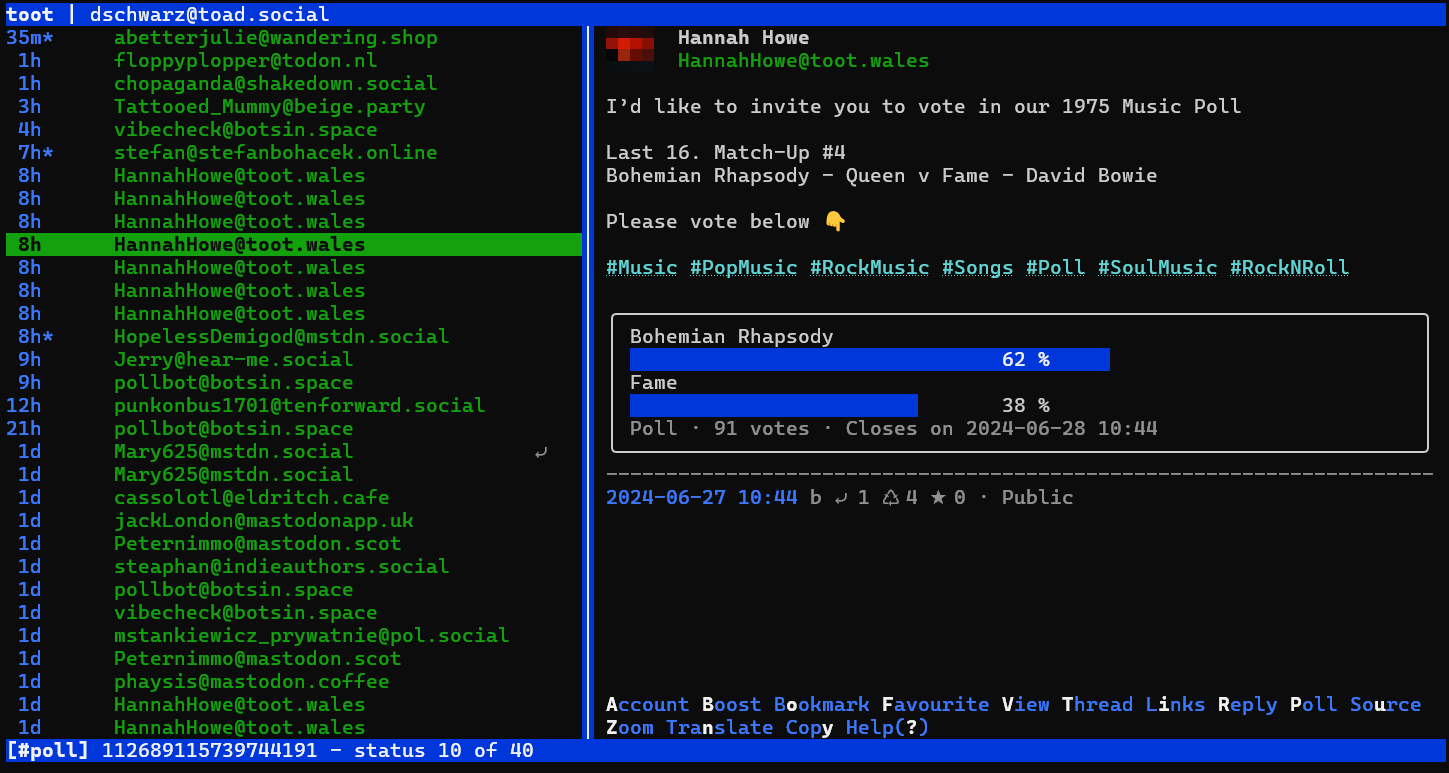 toot | dschwarz@toad.social
35m* abetterjulie@wandering.shop
1h floppyplopper@todon.nl
1h chopaganda@shakedown.social
3h Tattooed_Mummy@beige.party
4h vibecheck@botsin.space
7h* stefan@stefanbohacek.online
8h HannahHowe@toot.wales
8h HannahHowe@toot.wales
8h HannahHowe@toot.wales
8h HannahHowe@toot.wales
8h HannahHowe@toot.wales
8h HannahHowe@toot.wales
8h HannahHowe@toot.wales
8h* HopelessDemigod@mstdn.social
9h Jerry@hear-me.social
9h pollbot@botsin.space
12h punkonbus1701@tenforward.social
21h pollbot@botsin.space
1d Mary625@mstdn.social ⤶
1d Mary625@mstdn.social
1d cassolotl@eldritch.cafe
1d jackLondon@mastodonapp.uk
1d Peternimmo@mastodon.scot
1d steaphan@indieauthors.social
1d pollbot@botsin.space
1d vibecheck@botsin.space
1d mstankiewicz_prywatnie@pol.social
1d Peternimmo@mastodon.scot
1d phaysis@mastodon.coffee
1d HannahHowe@toot.wales
1d HannahHowe@toot.wales
Hannah Howe
HannahHowe@toot.wales
I’d like to invite you to vote in our 1975 Music Poll
Last 16. Match-Up #4
Bohemian Rhapsody - Queen v Fame - David Bowie
Please vote below 👇
#Music #PopMusic #RockMusic #Songs #Poll #SoulMusic #RockNRoll
Bohemian Rhapsody
62 %
Fame
38 %
Poll · 91 votes · Closes on 2024-06-28 10:44
2024-06-27 10:44 b ⤶ 1 ♺ 4 ★ 0 · Public
Account Boost Bookmark Favourite View Thread Links Reply Poll Source
Zoom Translate Copy Help(?)
[#poll] 112689115739744191 - status 10 of 40